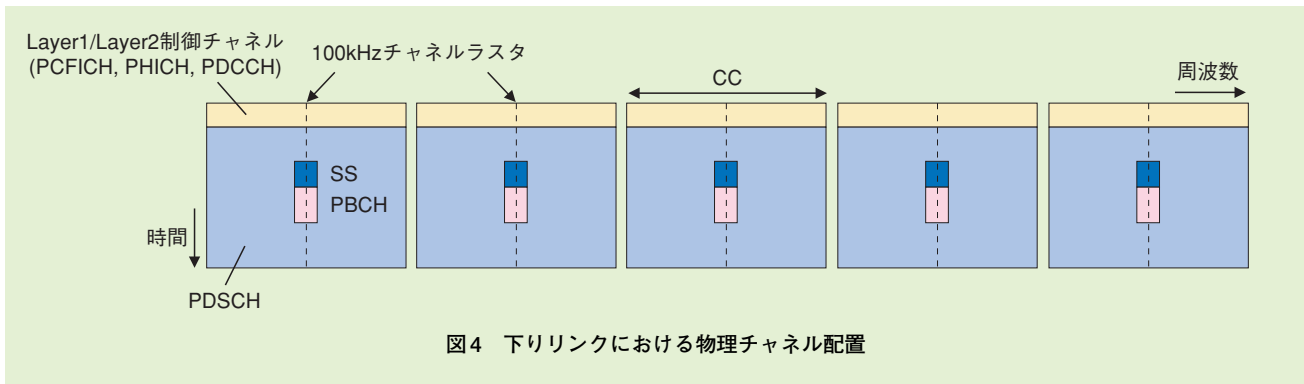 Layer1/Layer2制御チャネル
(PCFICH, PHICH, PDCCH)
100kHzチャネルラスタ
CC
周波数
SS
PBCH
時間
PDSCH
図4 下りリンクにおける物理チャネル配置